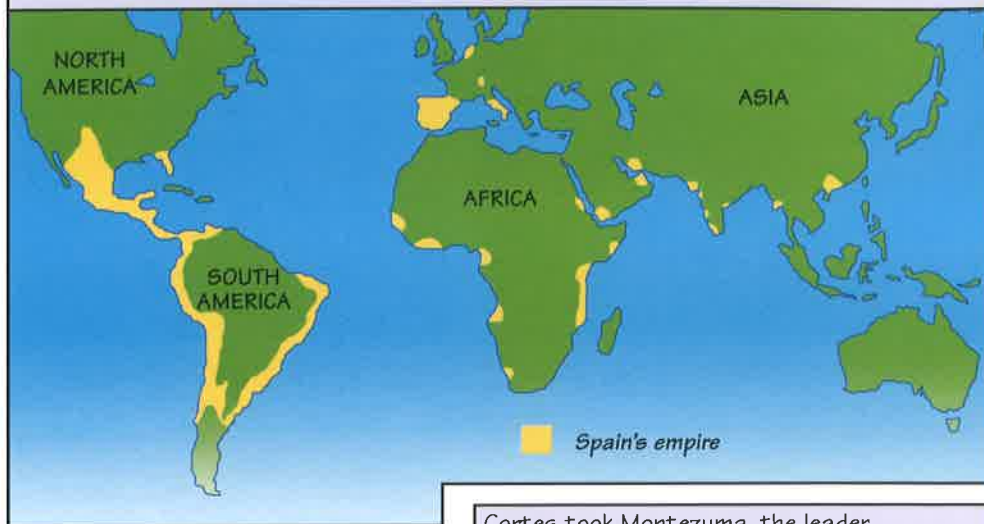 NORTH
AMERICA
ASIA
AFRICA
SOUTH
AMERICA
Spain's empire
Cortes took Montezuma, the leader